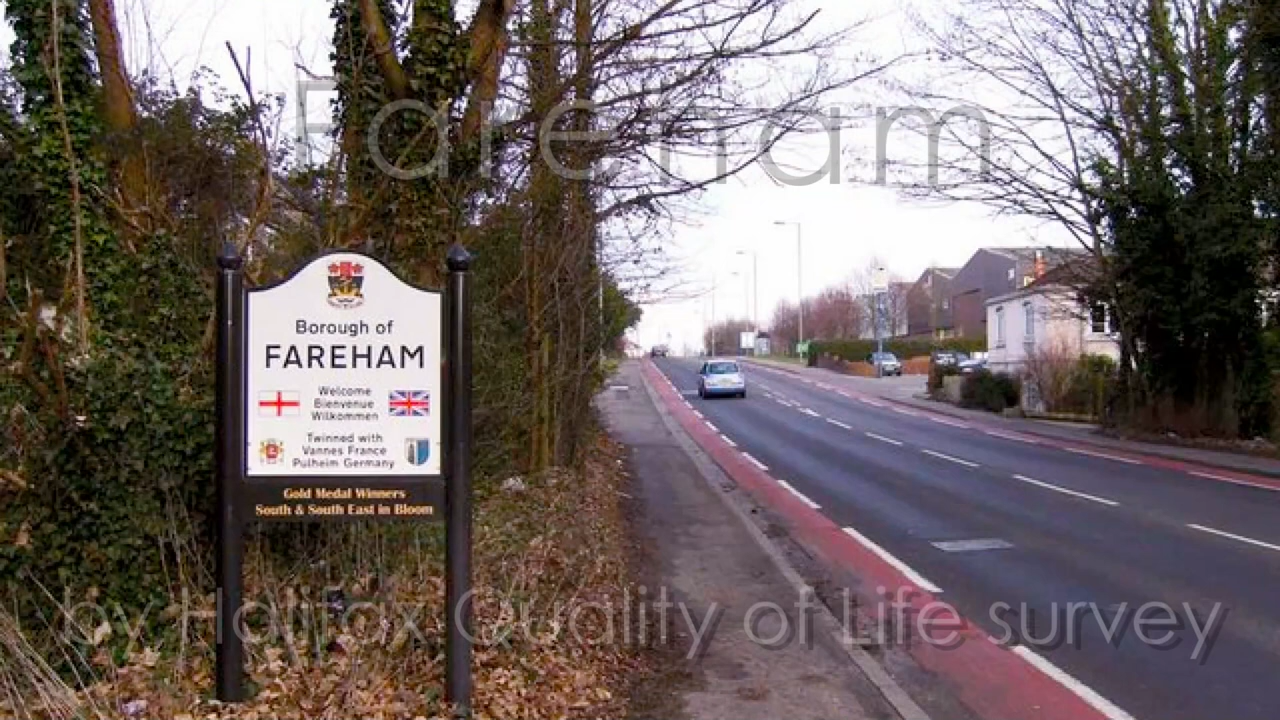 Fareham
Borough of
FAREHAM
Welcome
Bienvenue
Wilkommen
Twinned with
Vannes France
Pulheim Germany
Gold Medal Winners
South & South East in Bloom
by Halifax Quality of Life survey